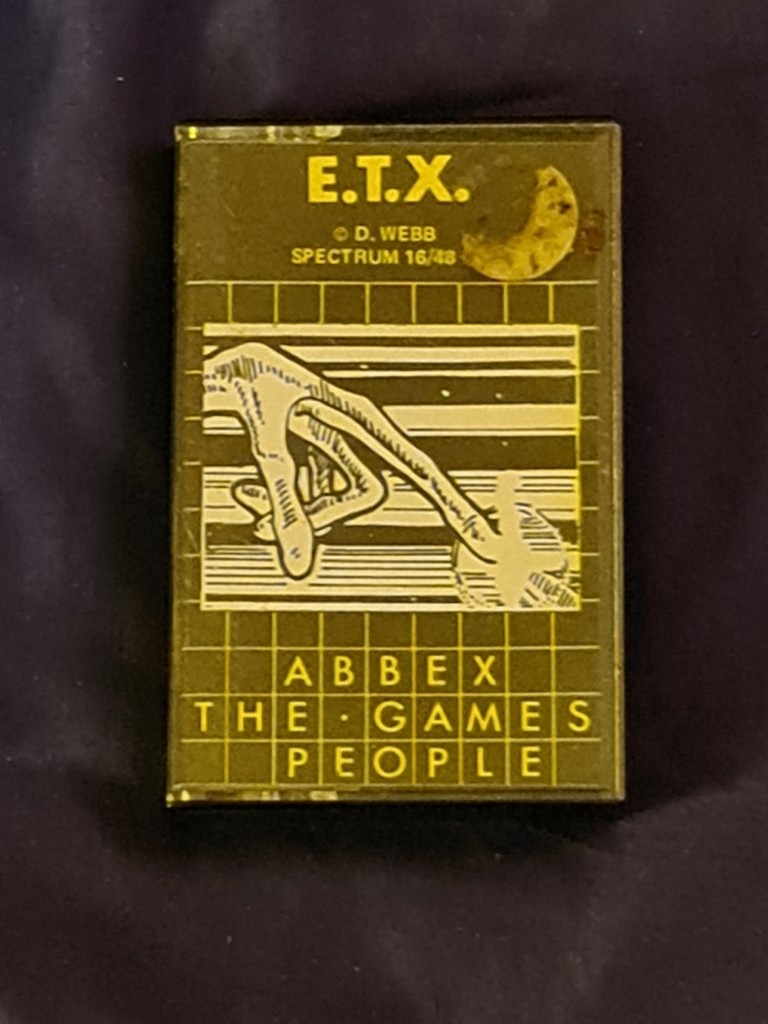 E.T.X.
© D. WEBB
SPECTRUM 16/48
ABBEX
THE·GAMES
PEOPLE